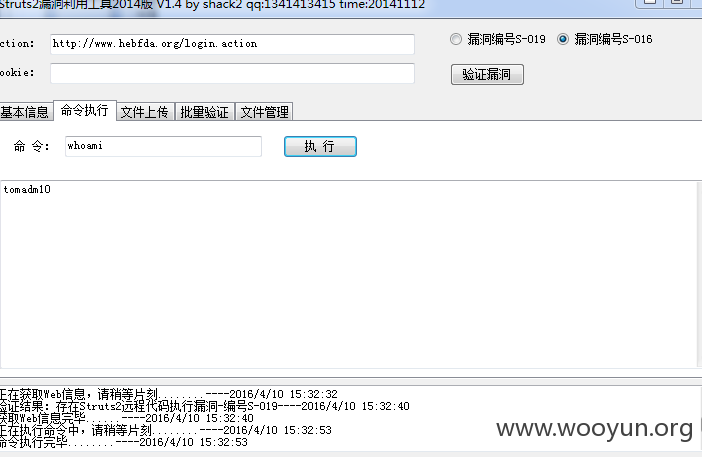 Struts2漏洞利用工具2014版 V1.4 by shack2 qq:1341413415 time:20141112
ction: http://www.hebfda.org/login.action 漏洞编号S-019 漏洞编号S-016
ookie: 验证漏洞
基本信息 命令执行 文件上传 批量验证 文件管理
命 令: whoami 执 行
tomadm10
正在获取Web信息，请稍等片刻........----2016/4/10 15:32:32
验证结果：存在Struts2远程代码执行漏洞-编号S-019----2016/4/10 15:32:40
获取Web信息完毕......----2016/4/10 15:32:40
正在执行命令中，请稍等片刻........----2016/4/10 15:32:53
命令执行完毕........----2016/4/10 15:32:53
www.wooyun.org